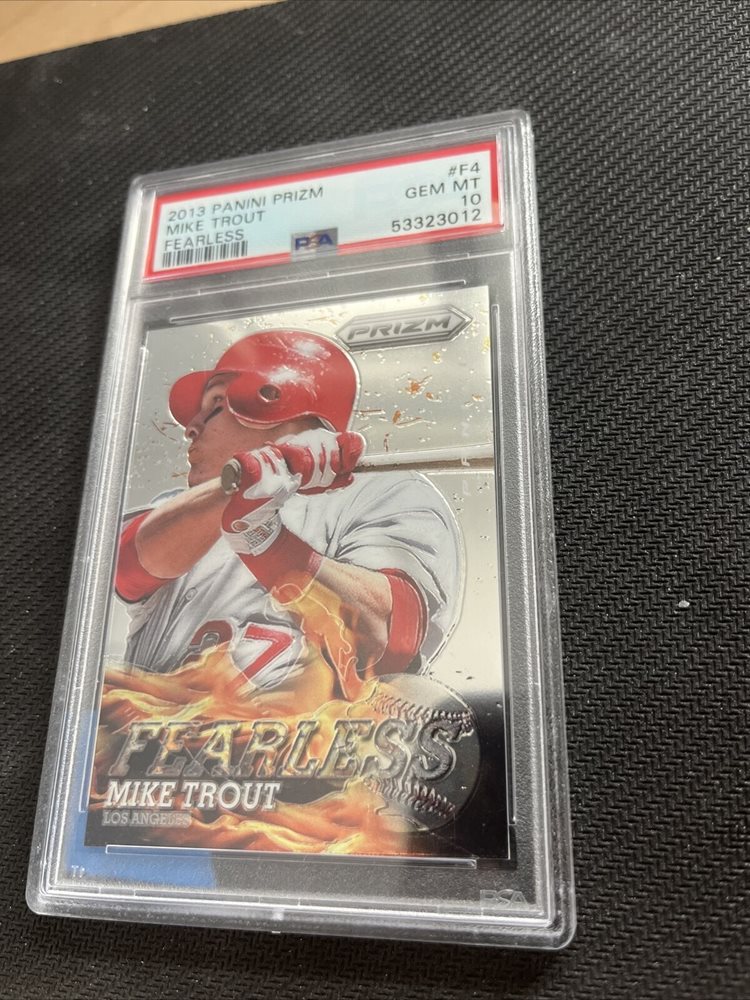 2013 PANINI PRIZM #F4
MIKE TROUT GEM MT
FEARLESS 10
PSA 53323012
PRIZM
27
FEARLESS
MIKE TROUT
LOS ANGELES
PSA